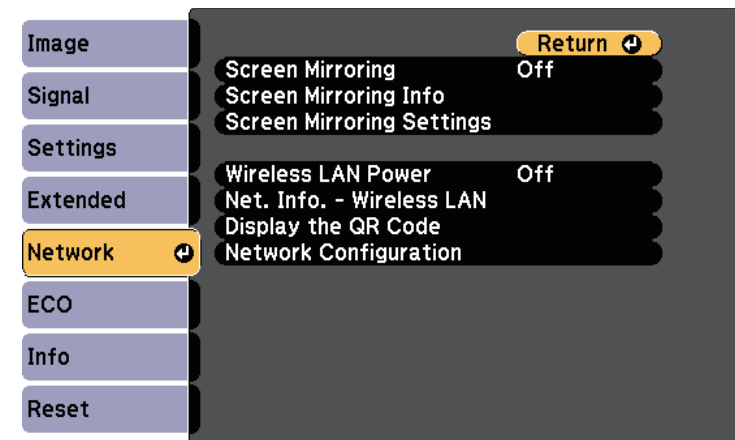 Image
Signal
Settings
Extended
Network
ECO
Info
Reset
Return
Screen Mirroring Off
Screen Mirroring Info
Screen Mirroring Settings
Wireless LAN Power Off
Net. Info. - Wireless LAN
Display the QR Code
Network Configuration